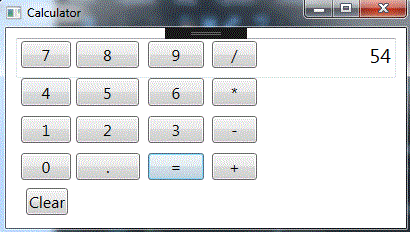 Calculator
7 8 9 / 54
4 5 6 *
1 2 3 -
0 . = +
Clear